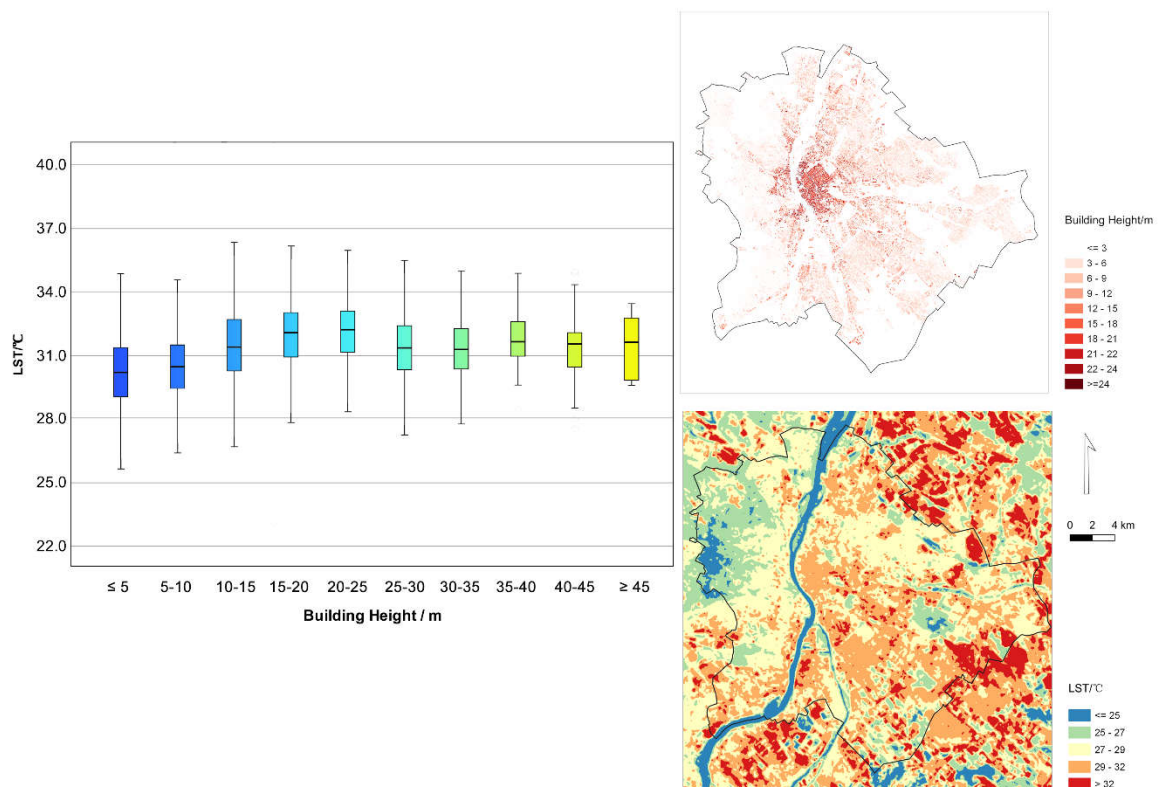 40.0
37.0
34.0
31.0
28.0
25.0
22.0
LST/℃
≤ 5 5-10 10-15 15-20 20-25 25-30 30-35 35-40 40-45 ≥ 45
Building Height / m
Building Height/m
<= 3
3 - 6
6 - 9
9 - 12
12 - 15
15 - 18
18 - 21
21 - 22
22 - 24
>=24
0 2 4 km
LST/℃
<= 25
25 - 27
27 - 29
29 - 32
> 32